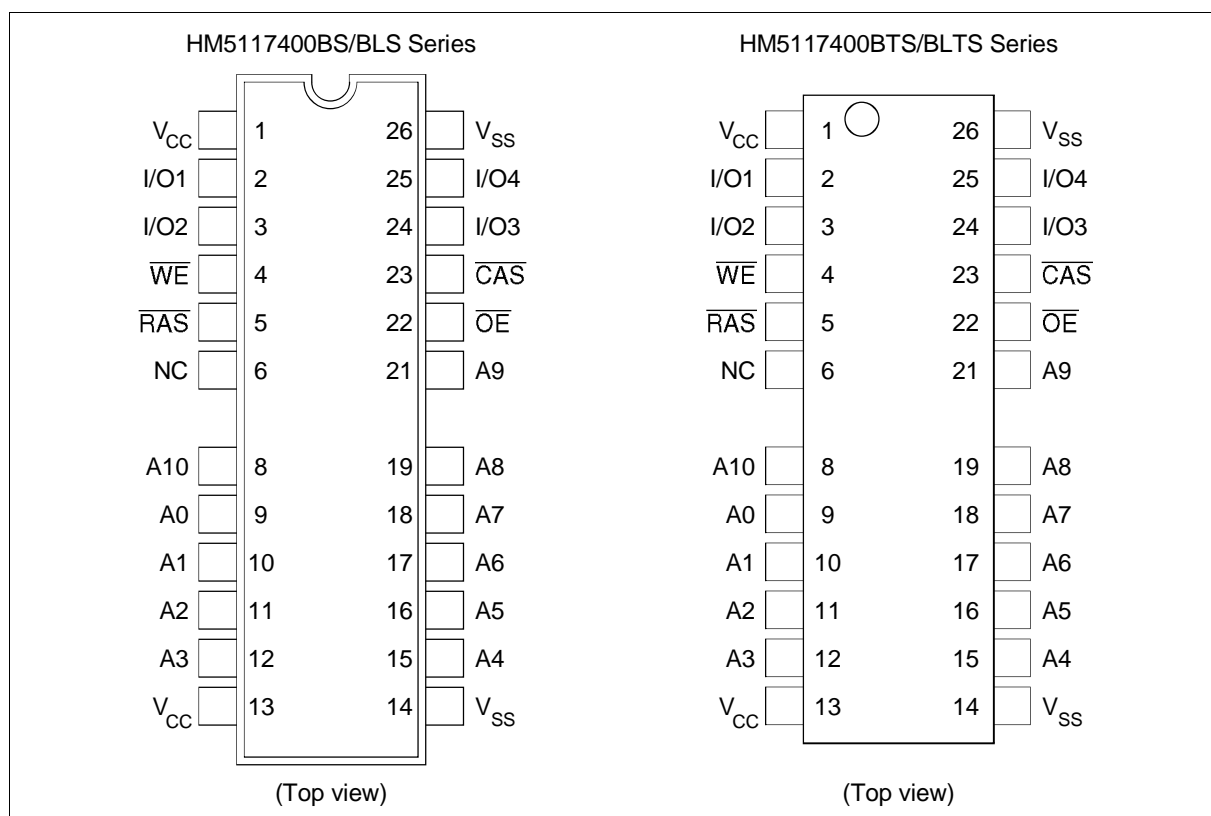 HM5117400BS/BLS Series
VCC 1 26 VSS
I/O1 2 25 I/O4
I/O2 3 24 I/O3
WE 4 23 CAS
RAS 5 22 OE
NC 6 21 A9
A10 8 19 A8
A0 9 18 A7
A1 10 17 A6
A2 11 16 A5
A3 12 15 A4
VCC 13 14 VSS
(Top view)
HM5117400BTS/BLTS Series
VCC 1 26 VSS
I/O1 2 25 I/O4
I/O2 3 24 I/O3
WE 4 23 CAS
RAS 5 22 OE
NC 6 21 A9
A10 8 19 A8
A0 9 18 A7
A1 10 17 A6
A2 11 16 A5
A3 12 15 A4
VCC 13 14 VSS
(Top view)